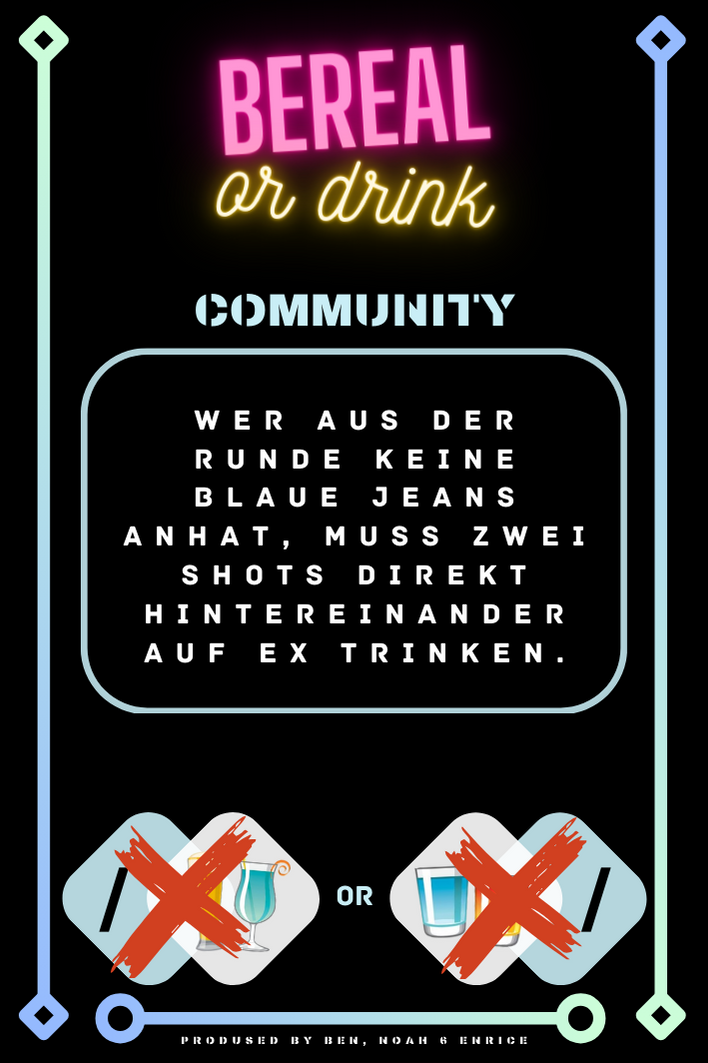 BEREAL
or drink
COMMUNITY
WER AUS DER
RUNDE KEINE
BLAUE JEANS
ANHAT, MUSS ZWEI
SHOTS DIREKT
HINTEREINANDER
AUF EX TRINKEN.
/ OR /
PRODUSED BY BEN, NOAH & ENRICE